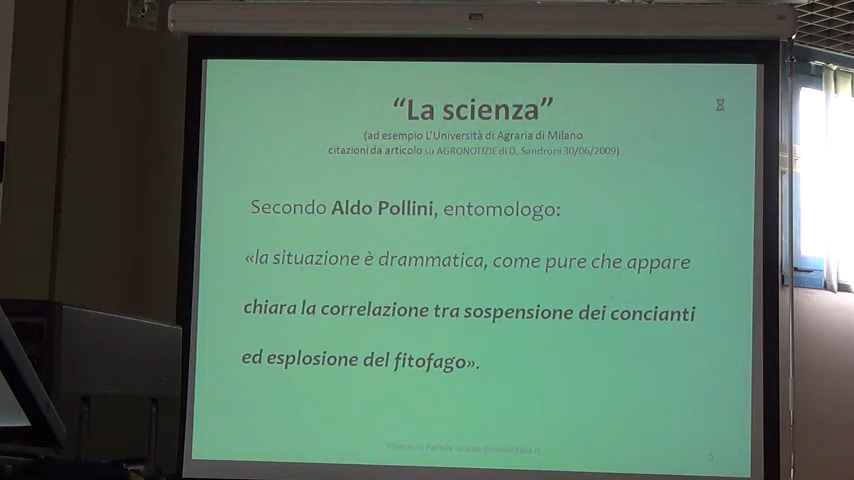 “La scienza”
(ad esempio L'Università di Agraria di Milano
citazioni da articolo su AGRONOTIZIE di D. Sandroni 30/06/2009)
Secondo Aldo Pollini, entomologo:
«la situazione è drammatica, come pure che appare
chiara la correlazione tra sospensione dei concianti
ed esplosione del fitofago».
Francesco
5